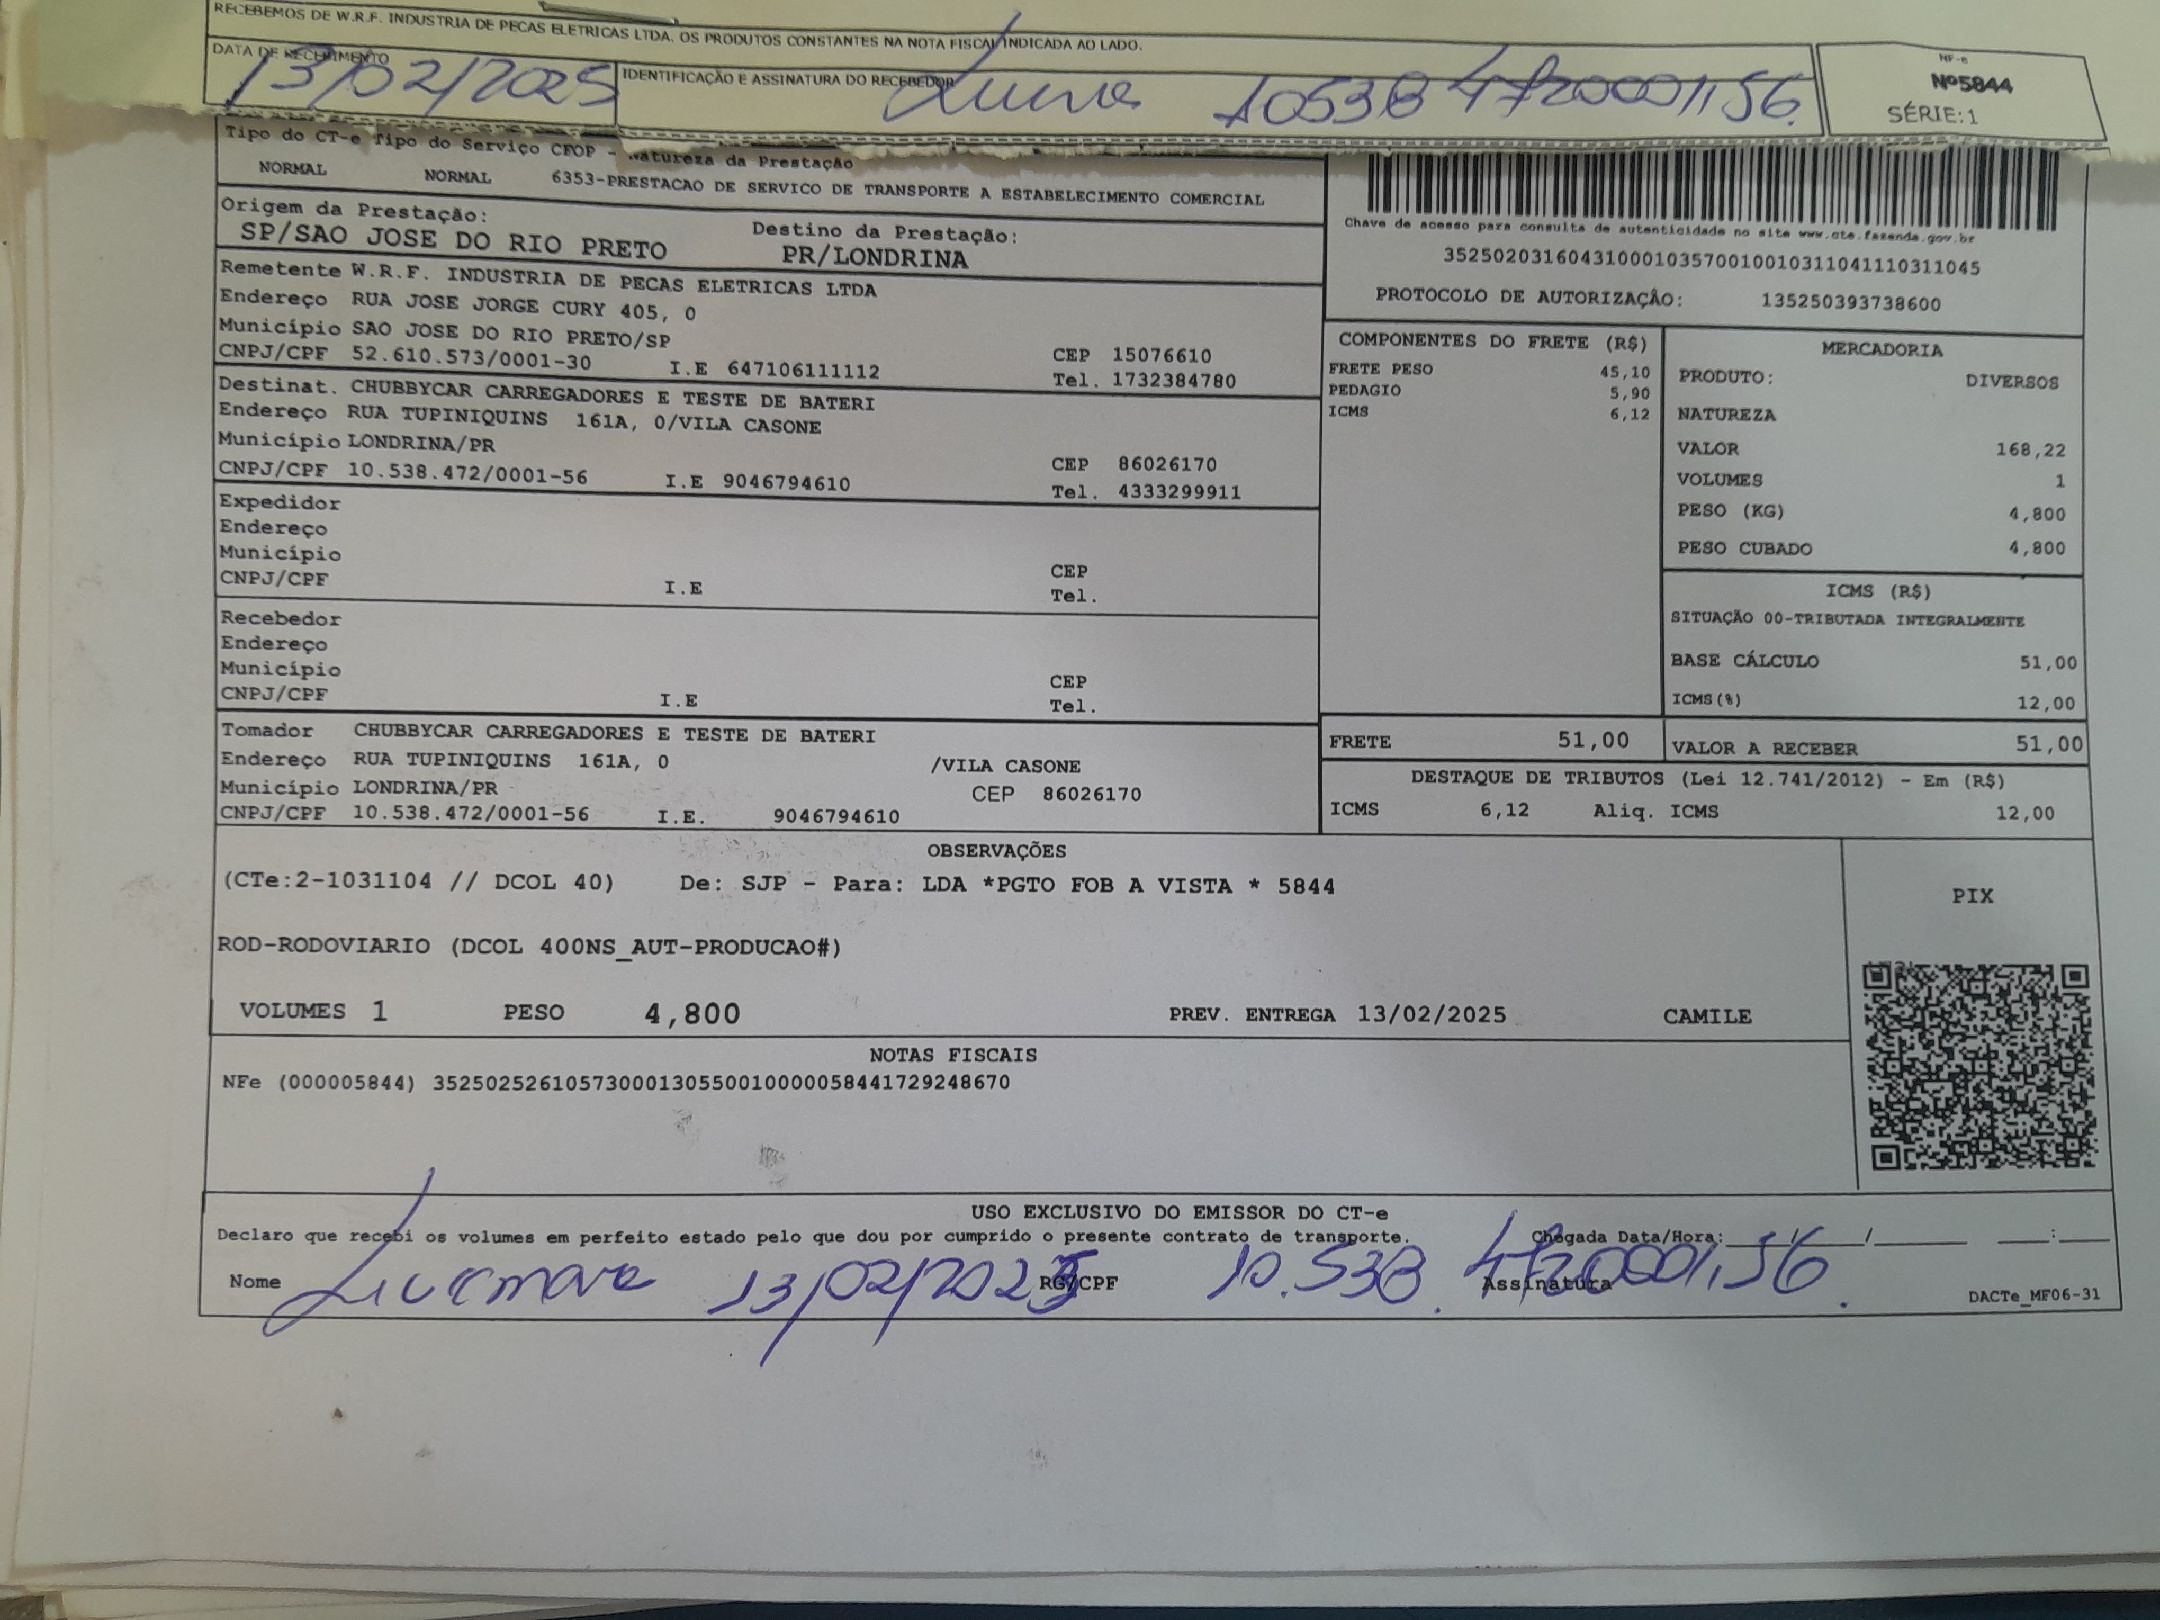 RECEBEMOS DE W.R.F. INDUSTRIA DE PECAS ELETRICAS LTDA. OS PRODUTOS CONSTANTES NA NOTA FISCAL INDICADA AO LADO.
DATA DE RECEBIMENTO
13/02/2025
IDENTIFICAÇÃO E ASSINATURA DO RECEBEDOR
105384720001,56.
NF-e
Nº5844
SÉRIE:1
Tipo do CT-e Tipo do Serviço CFOP - Natureza da Prestação
NORMAL NORMAL 6353-PRESTACAO DE SERVICO DE TRANSPORTE A ESTABELECIMENTO COMERCIAL
Chave de acesso para consulta de autenticidade no site www.cte.fazenda.gov.br
35250203160431000103570010010311041110311045
PROTOCOLO DE AUTORIZAÇÃO: 135250393738600
Origem da Prestação: Destino da Prestação:
SP/SAO JOSE DO RIO PRETO PR/LONDRINA
Remetente W.R.F. INDUSTRIA DE PECAS ELETRICAS LTDA
Endereço RUA JOSE JORGE CURY 405, 0
Município SAO JOSE DO RIO PRETO/SP CEP 15076610
CNPJ/CPF 52.610.573/0001-30 I.E 647106111112 Tel. 1732384780
Destinat. CHUBBYCAR CARREGADORES E TESTE DE BATERI
Endereço RUA TUPINIQUINS 161A, 0/VILA CASONE
Município LONDRINA/PR CEP 86026170
CNPJ/CPF 10.538.472/0001-56 I.E 9046794610 Tel. 4333299911
Expedidor
Endereço
Município CEP
CNPJ/CPF I.E Tel.
Recebedor
Endereço
Município CEP
CNPJ/CPF I.E Tel.
Tomador CHUBBYCAR CARREGADORES E TESTE DE BATERI
Endereço RUA TUPINIQUINS 161A, 0 /VILA CASONE
Município LONDRINA/PR CEP 86026170
CNPJ/CPF 10.538.472/0001-56 I.E. 9046794610
COMPONENTES DO FRETE (R$)
FRETE PESO 45,10
PEDAGIO 5,90
ICMS 6,12
MERCADORIA
PRODUTO: DIVERSOS
NATUREZA
VALOR 168,22
VOLUMES 1
PESO (KG) 4,800
PESO CUBADO 4,800
ICMS (R$)
SITUAÇÃO 00-TRIBUTADA INTEGRALMENTE
BASE CÁLCULO 51,00
ICMS(%) 12,00
FRETE 51,00 VALOR A RECEBER 51,00
DESTAQUE DE TRIBUTOS (Lei 12.741/2012) - Em (R$)
ICMS 6,12 Aliq. ICMS 12,00
OBSERVAÇÕES
(CTe:2-1031104 // DCOL 40) De: SJP - Para: LDA *PGTO FOB A VISTA * 5844
ROD-RODOVIARIO (DCOL 400NS_AUT-PRODUCAO#)
VOLUMES 1 PESO 4,800 PREV. ENTREGA 13/02/2025 CAMILE
PIX
NOTAS FISCAIS
NFe (000005844) 35250252610573000130550010000058441729248670
USO EXCLUSIVO DO EMISSOR DO CT-e
Declaro que recebi os volumes em perfeito estado pelo que dou por cumprido o presente contrato de transporte. Chegada Data/Hora: ___/___/_____ ___:___
Nome 13/02/2025 RG/CPF 10.538.4720001,56. Assinatura
DACTe_MF06-31